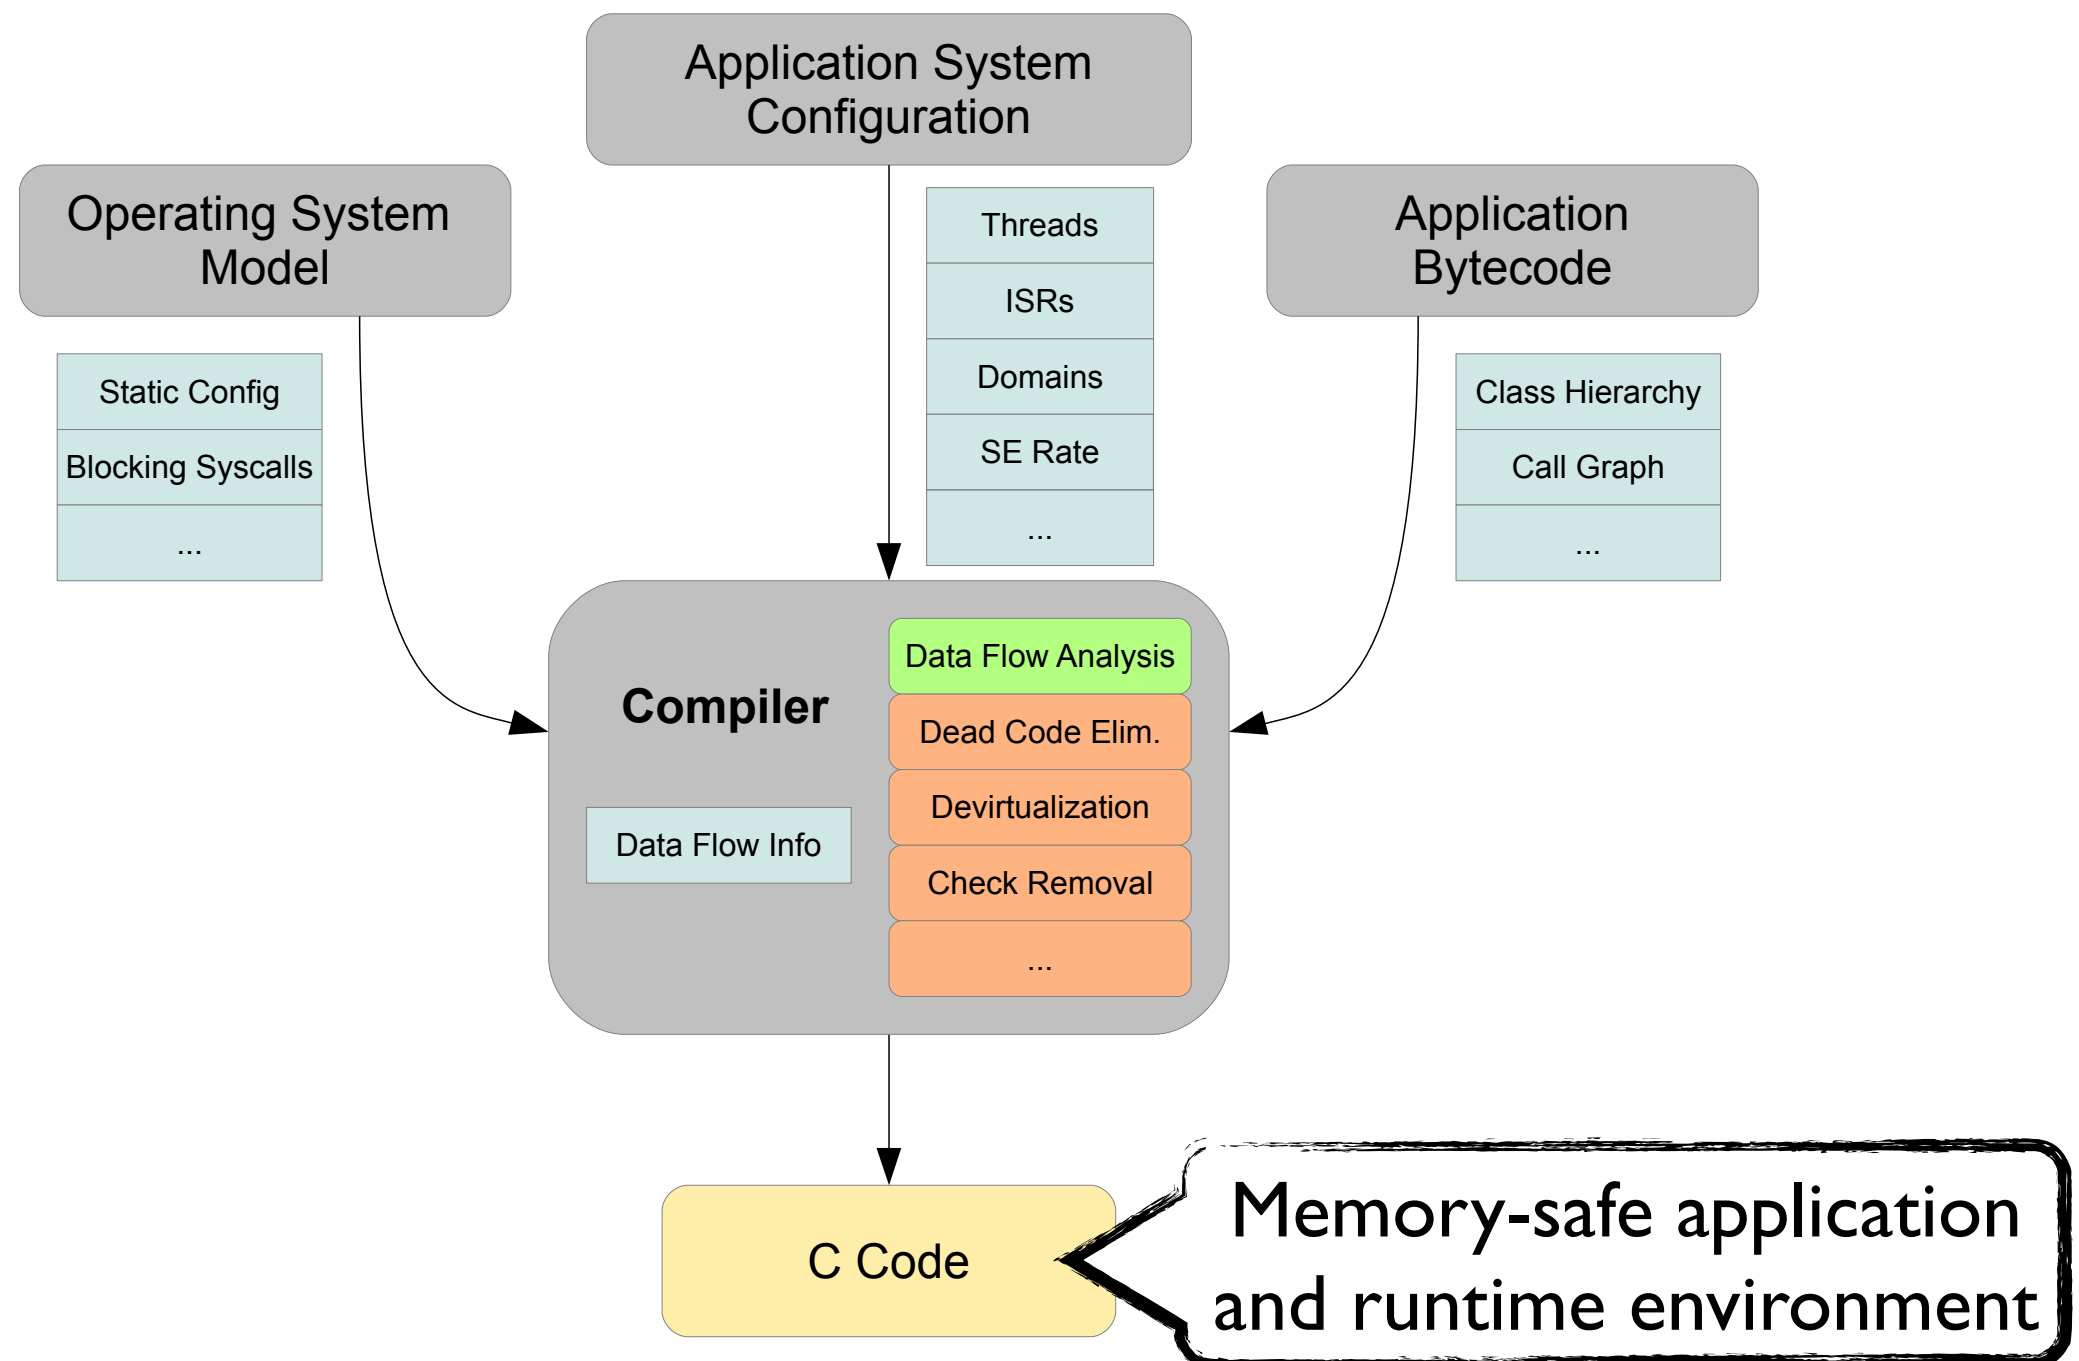 Application System
Configuration
Operating System
Model
Application
Bytecode
Threads
ISRs
Domains
SE Rate
...
Static Config
Blocking Syscalls
...
Class Hierarchy
Call Graph
...
Compiler
Data Flow Info
Data Flow Analysis
Dead Code Elim.
Devirtualization
Check Removal
...
C Code
Memory-safe application
and runtime environment